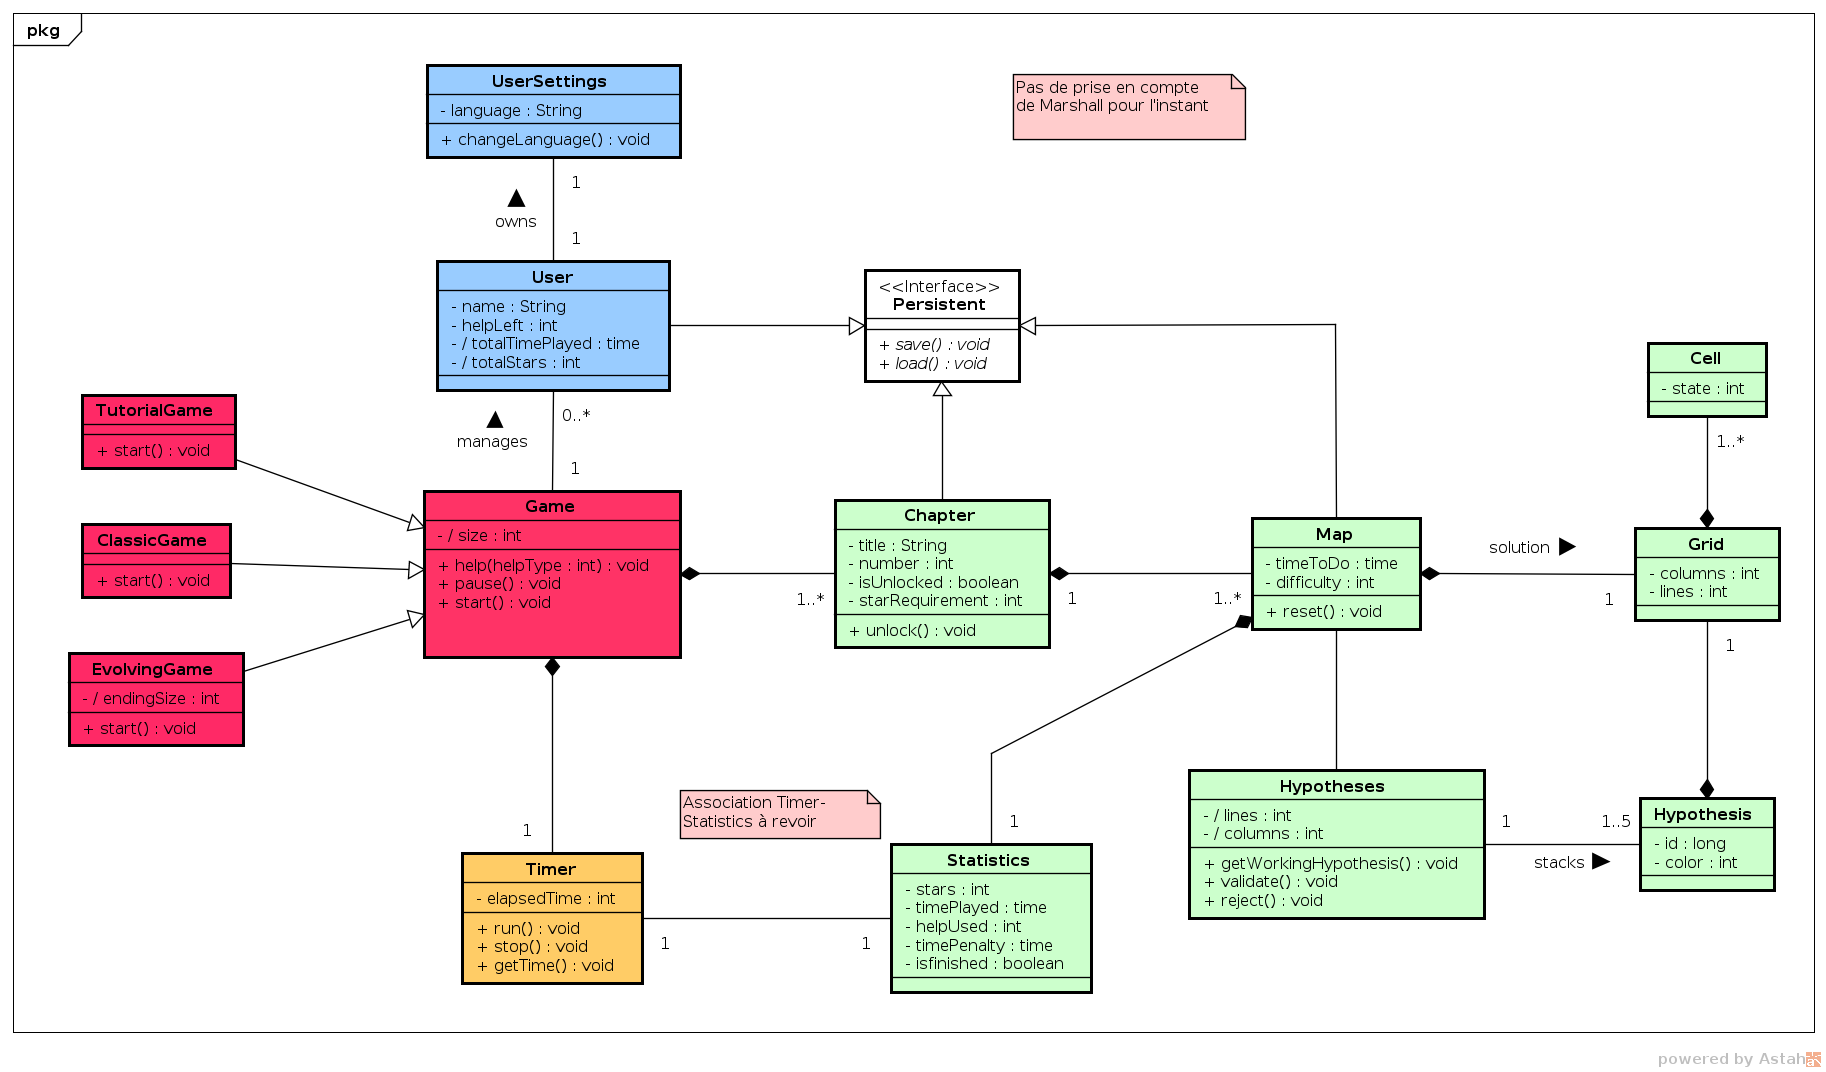 pkg
UserSettings
- language : String
+ changeLanguage() : void
Pas de prise en compte
de Marshall pour l'instant
1
owns
1
User
- name : String
- helpLeft : int
- / totalTimePlayed : time
- / totalStars : int
<<Interface>>
Persistent
+ save() : void
+ load() : void
Cell
- state : int
1..*
0..*
manages
1
TutorialGame
+ start() : void
ClassicGame
+ start() : void
EvolvingGame
- / endingSize : int
+ start() : void
Game
- / size : int
+ help(helpType : int) : void
+ pause() : void
+ start() : void
1..*
Chapter
- title : String
- number : int
- isUnlocked : boolean
- starRequirement : int
+ unlock() : void
1
1..*
Map
- timeToDo : time
- difficulty : int
+ reset() : void
solution
1
Grid
- columns : int
- lines : int
1
Hypotheses
- / lines : int
- / columns : int
+ getWorkingHypothesis() : void
+ validate() : void
+ reject() : void
1
1..5
stacks
Hypothesis
- id : long
- color : int
Association Timer-
Statistics à revoir
1
1
Timer
- elapsedTime : int
+ run() : void
+ stop() : void
+ getTime() : void
1
1
Statistics
- stars : int
- timePlayed : time
- helpUsed : int
- timePenalty : time
- isfinished : boolean
powered by Astah